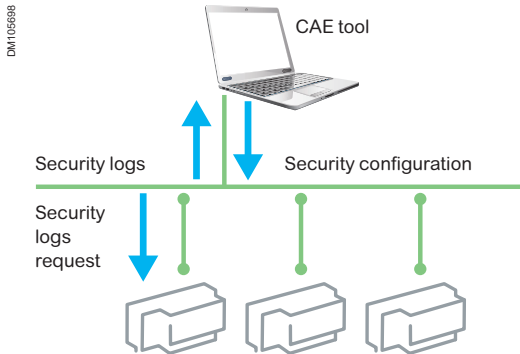 DM105698
CAE tool
Security logs
Security configuration
Security
logs
request